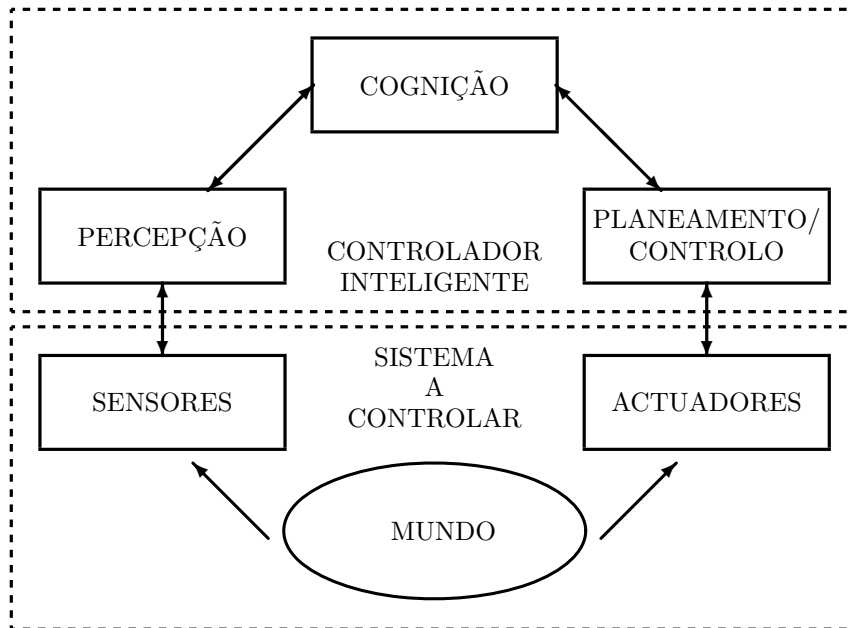 COGNIÇÃO
PERCEPÇÃO
PLANEAMENTO/
CONTROLO
CONTROLADOR
INTELIGENTE
SENSORES
SISTEMA
A
CONTROLAR
ACTUADORES
MUNDO